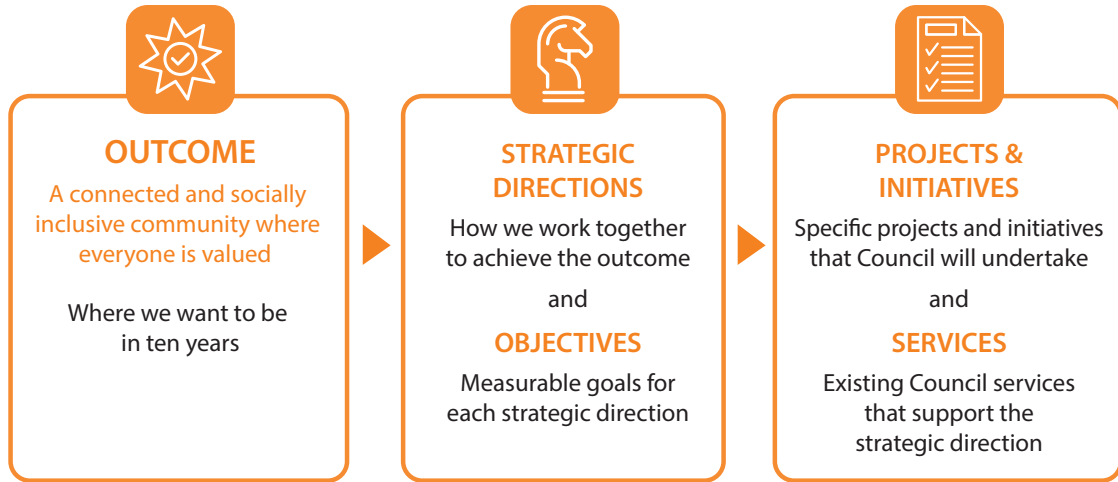 OUTCOME
A connected and socially
inclusive community where
everyone is valued
Where we want to be
in ten years
STRATEGIC
DIRECTIONS
How we work together
to achieve the outcome
and
OBJECTIVES
Measurable goals for
each strategic direction
PROJECTS &
INITIATIVES
Specific projects and initiatives
that Council will undertake
and
SERVICES
Existing Council services
that support the
strategic direction